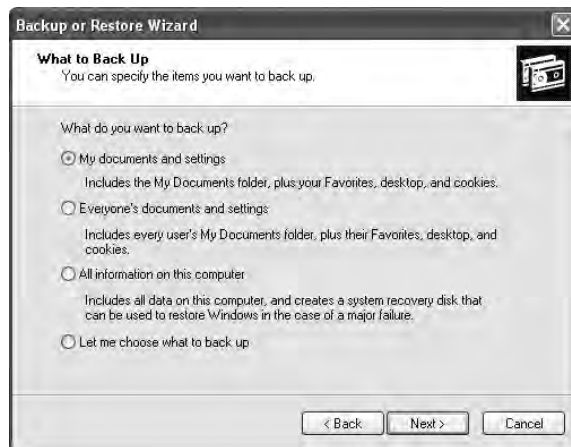 Backup or Restore Wizard
What to Back Up
You can specify the items you want to back up.
What do you want to back up?
My documents and settings
Includes the My Documents folder, plus your Favorites, desktop, and cookies.
Everyone's documents and settings
Includes every user's My Documents folder, plus their Favorites, desktop, and
cookies.
All information on this computer
Includes all data on this computer, and creates a system recovery disk that
can be used to restore Windows in the case of a major failure.
Let me choose what to back up
< Back
Next >
Cancel